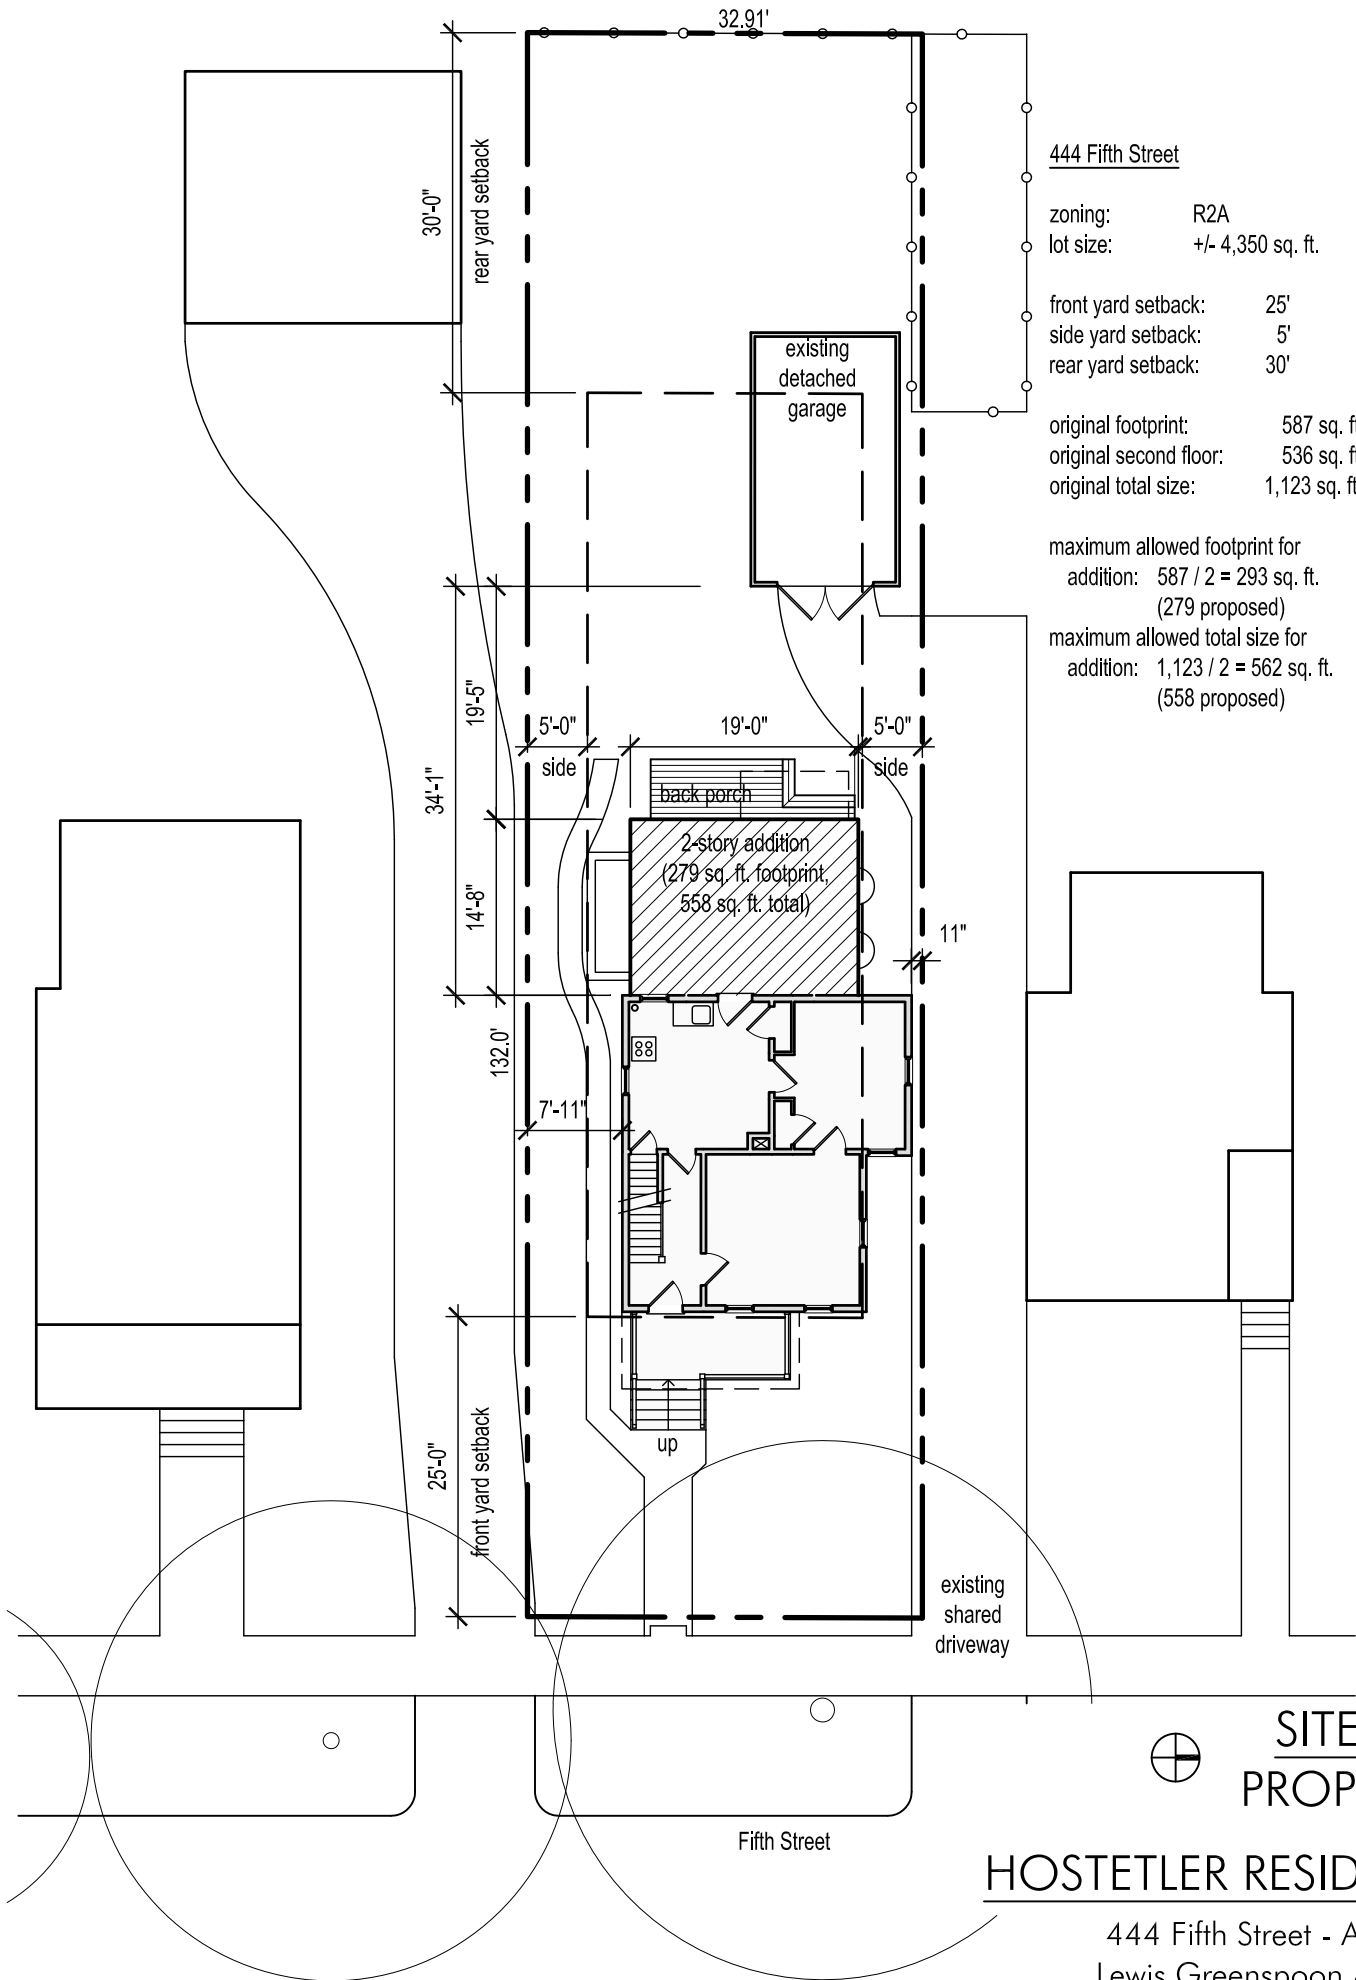 32.91'
30'-0"
rear yard setback
444 Fifth Street
zoning: R2A
lot size: +/- 4,350 sq. ft.
front yard setback: 25'
side yard setback: 5'
rear yard setback: 30'
original footprint: 587 sq. ft
original second floor: 536 sq. ft
original total size: 1,123 sq. ft
maximum allowed footprint for
addition: 587 / 2 = 293 sq. ft.
(279 proposed)
maximum allowed total size for
addition: 1,123 / 2 = 562 sq. ft.
(558 proposed)
existing
detached
garage
19'-5"
34'-1"
14'-8"
5'-0"
side
19'-0"
5'-0"
side
back porch
2-story addition
(279 sq. ft. footprint,
558 sq. ft. total)
11"
132.0'
7'-11"
up
25'-0"
front yard setback
existing
shared
driveway
Fifth Street
SITE
PROP
HOSTETLER RESID
444 Fifth Street - A
Lewis Greenspoon